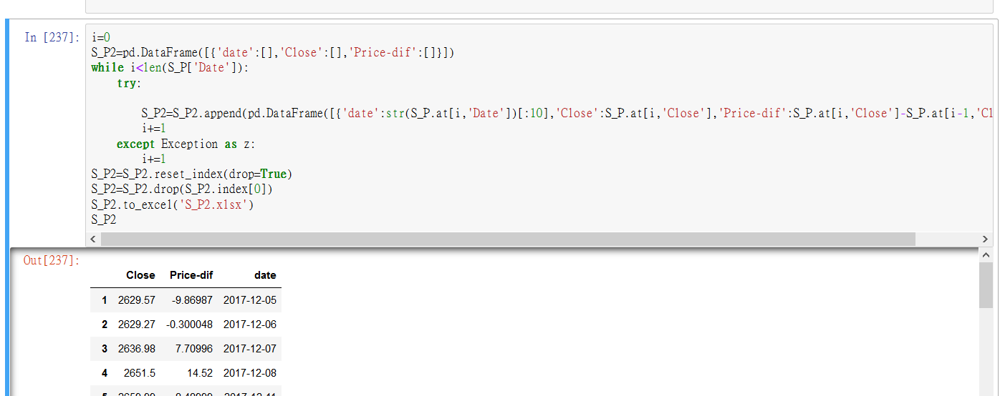 In [237]:
i=0
S_P2=pd.DataFrame([{'date':[],'Close':[],'Price-dif':[]}])
while i<len(S_P['Date']):
    try:

        S_P2=S_P2.append(pd.DataFrame([{'date':str(S_P.at[i,'Date'])[:10],'Close':S_P.at[i,'Close'],'Price-dif':S_P.at[i,'Close']-S_P.at[i-1,'Cl
        i+=1
    except Exception as z:
        i+=1
S_P2=S_P2.reset_index(drop=True)
S_P2=S_P2.drop(S_P2.index[0])
S_P2.to_excel('S_P2.xlsx')
S_P2
Out[237]:
Close Price-dif date
1 2629.57 -9.86987 2017-12-05
2 2629.27 -0.300048 2017-12-06
3 2636.98 7.70996 2017-12-07
4 2651.5 14.52 2017-12-08